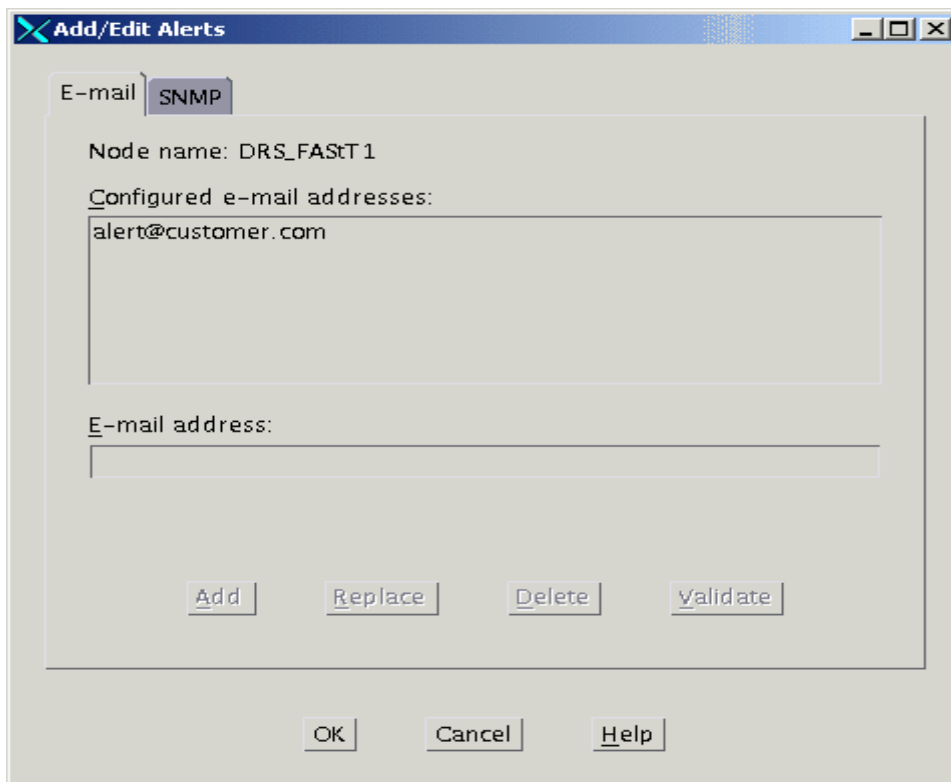 Add/Edit Alerts
E-mail SNMP
Node name: DRS_FAStT1
Configured e-mail addresses:
alert@customer.com
E-mail address:
Add Replace Delete Validate
OK Cancel Help